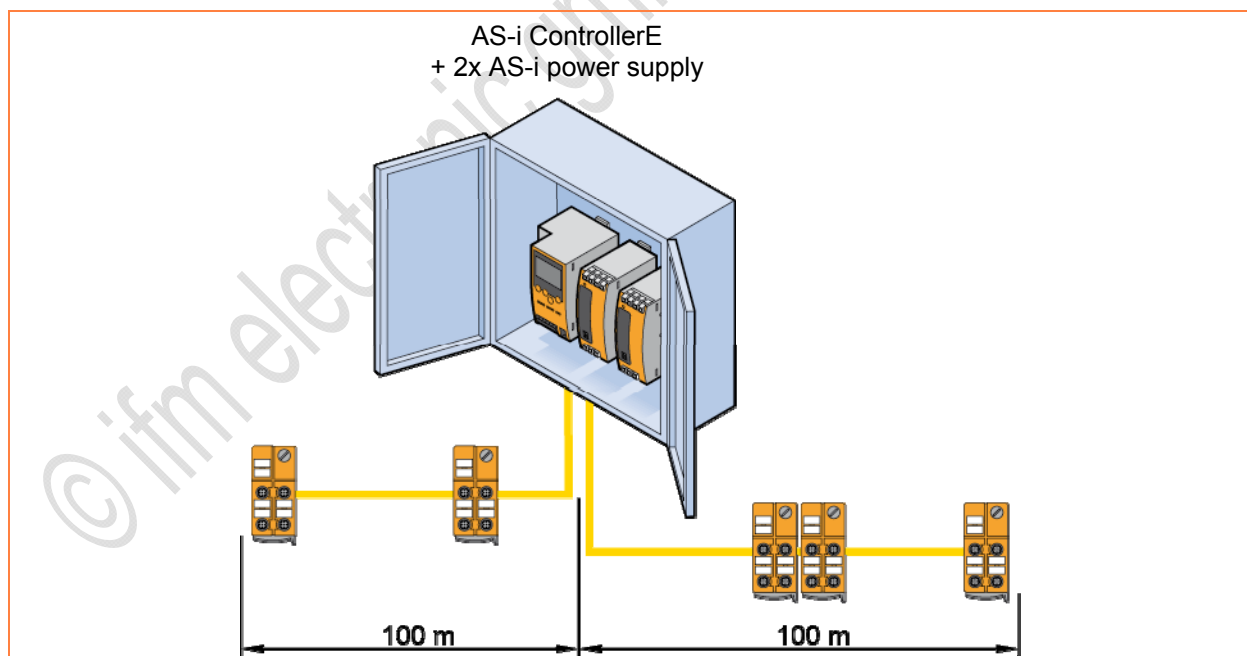 AS-i ControllerE
+ 2x AS-i power supply
© ifm electronic gmbh
100 m
100 m